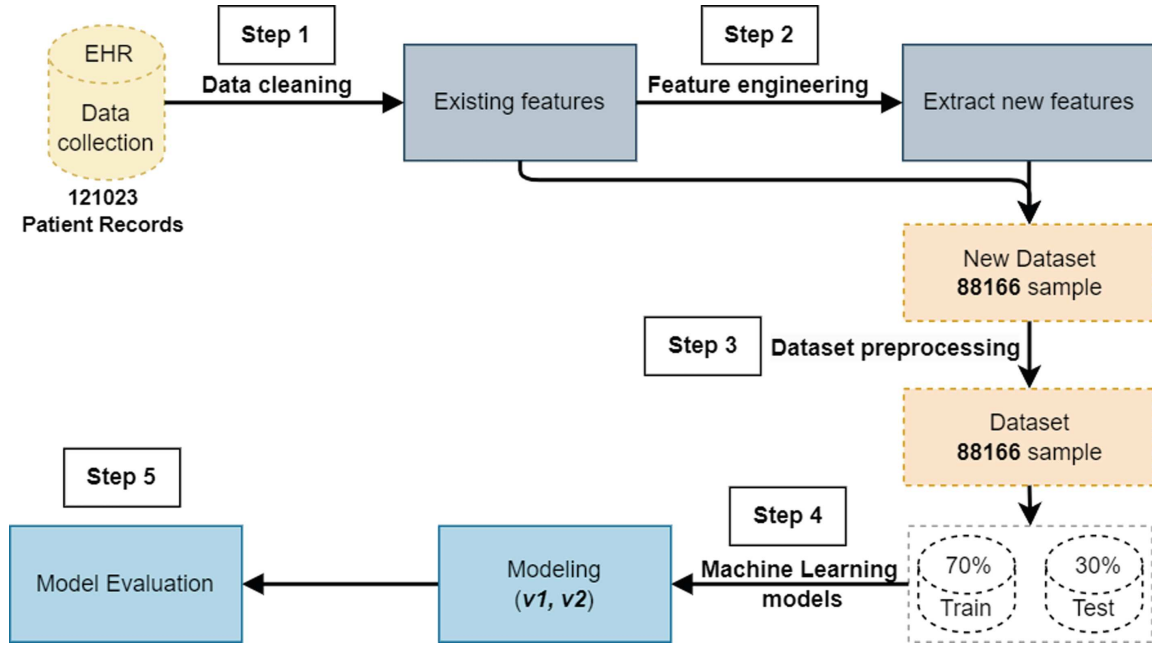 EHR
Data
collection
121023
Patient Records
Step 1
Data cleaning
Existing features
Step 2
Feature engineering
Extract new features
New Dataset
88166 sample
Step 3
Dataset preprocessing
Dataset
88166 sample
70%
Train
30%
Test
Step 4
Machine Learning
models
Modeling
(v1, v2)
Step 5
Model Evaluation